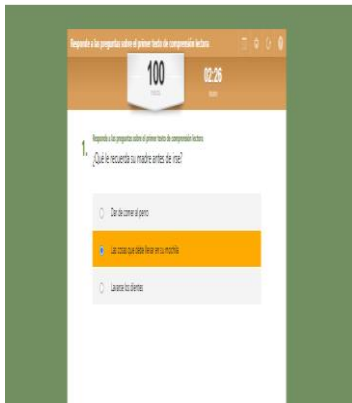 Responde a las preguntas sobre el primer texto de comprensión lectora
100
02:26
Responde a las preguntas sobre el primer texto de comprensión lectora
1.
¿Qué le recuerda su madre antes de irse?
Dar de comer al perro
Las cosas que debe llevar en su mochila
Lavarse los dientes